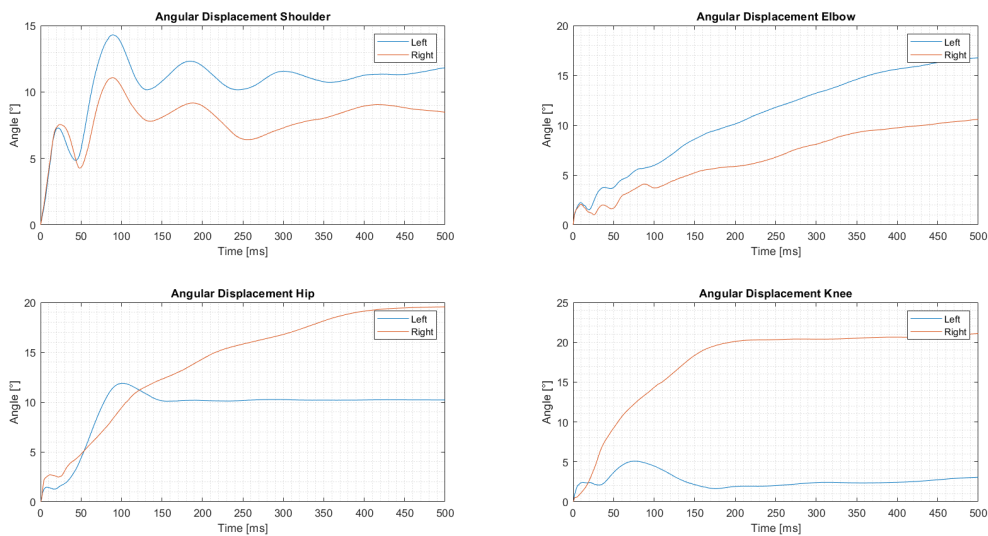 Angular Displacement Shoulder
15
10
5
0
Angle [°]
0 50 100 150 200 250 300 350 400 450 500
Time [ms]
Left
Right
Angular Displacement Elbow
20
15
10
5
0
Angle [°]
0 50 100 150 200 250 300 350 400 450 500
Time [ms]
Left
Right
Angular Displacement Hip
20
15
10
5
0
Angle [°]
0 50 100 150 200 250 300 350 400 450 500
Time [ms]
Left
Right
Angular Displacement Knee
25
20
15
10
5
0
Angle [°]
0 50 100 150 200 250 300 350 400 450 500
Time [ms]
Left
Right